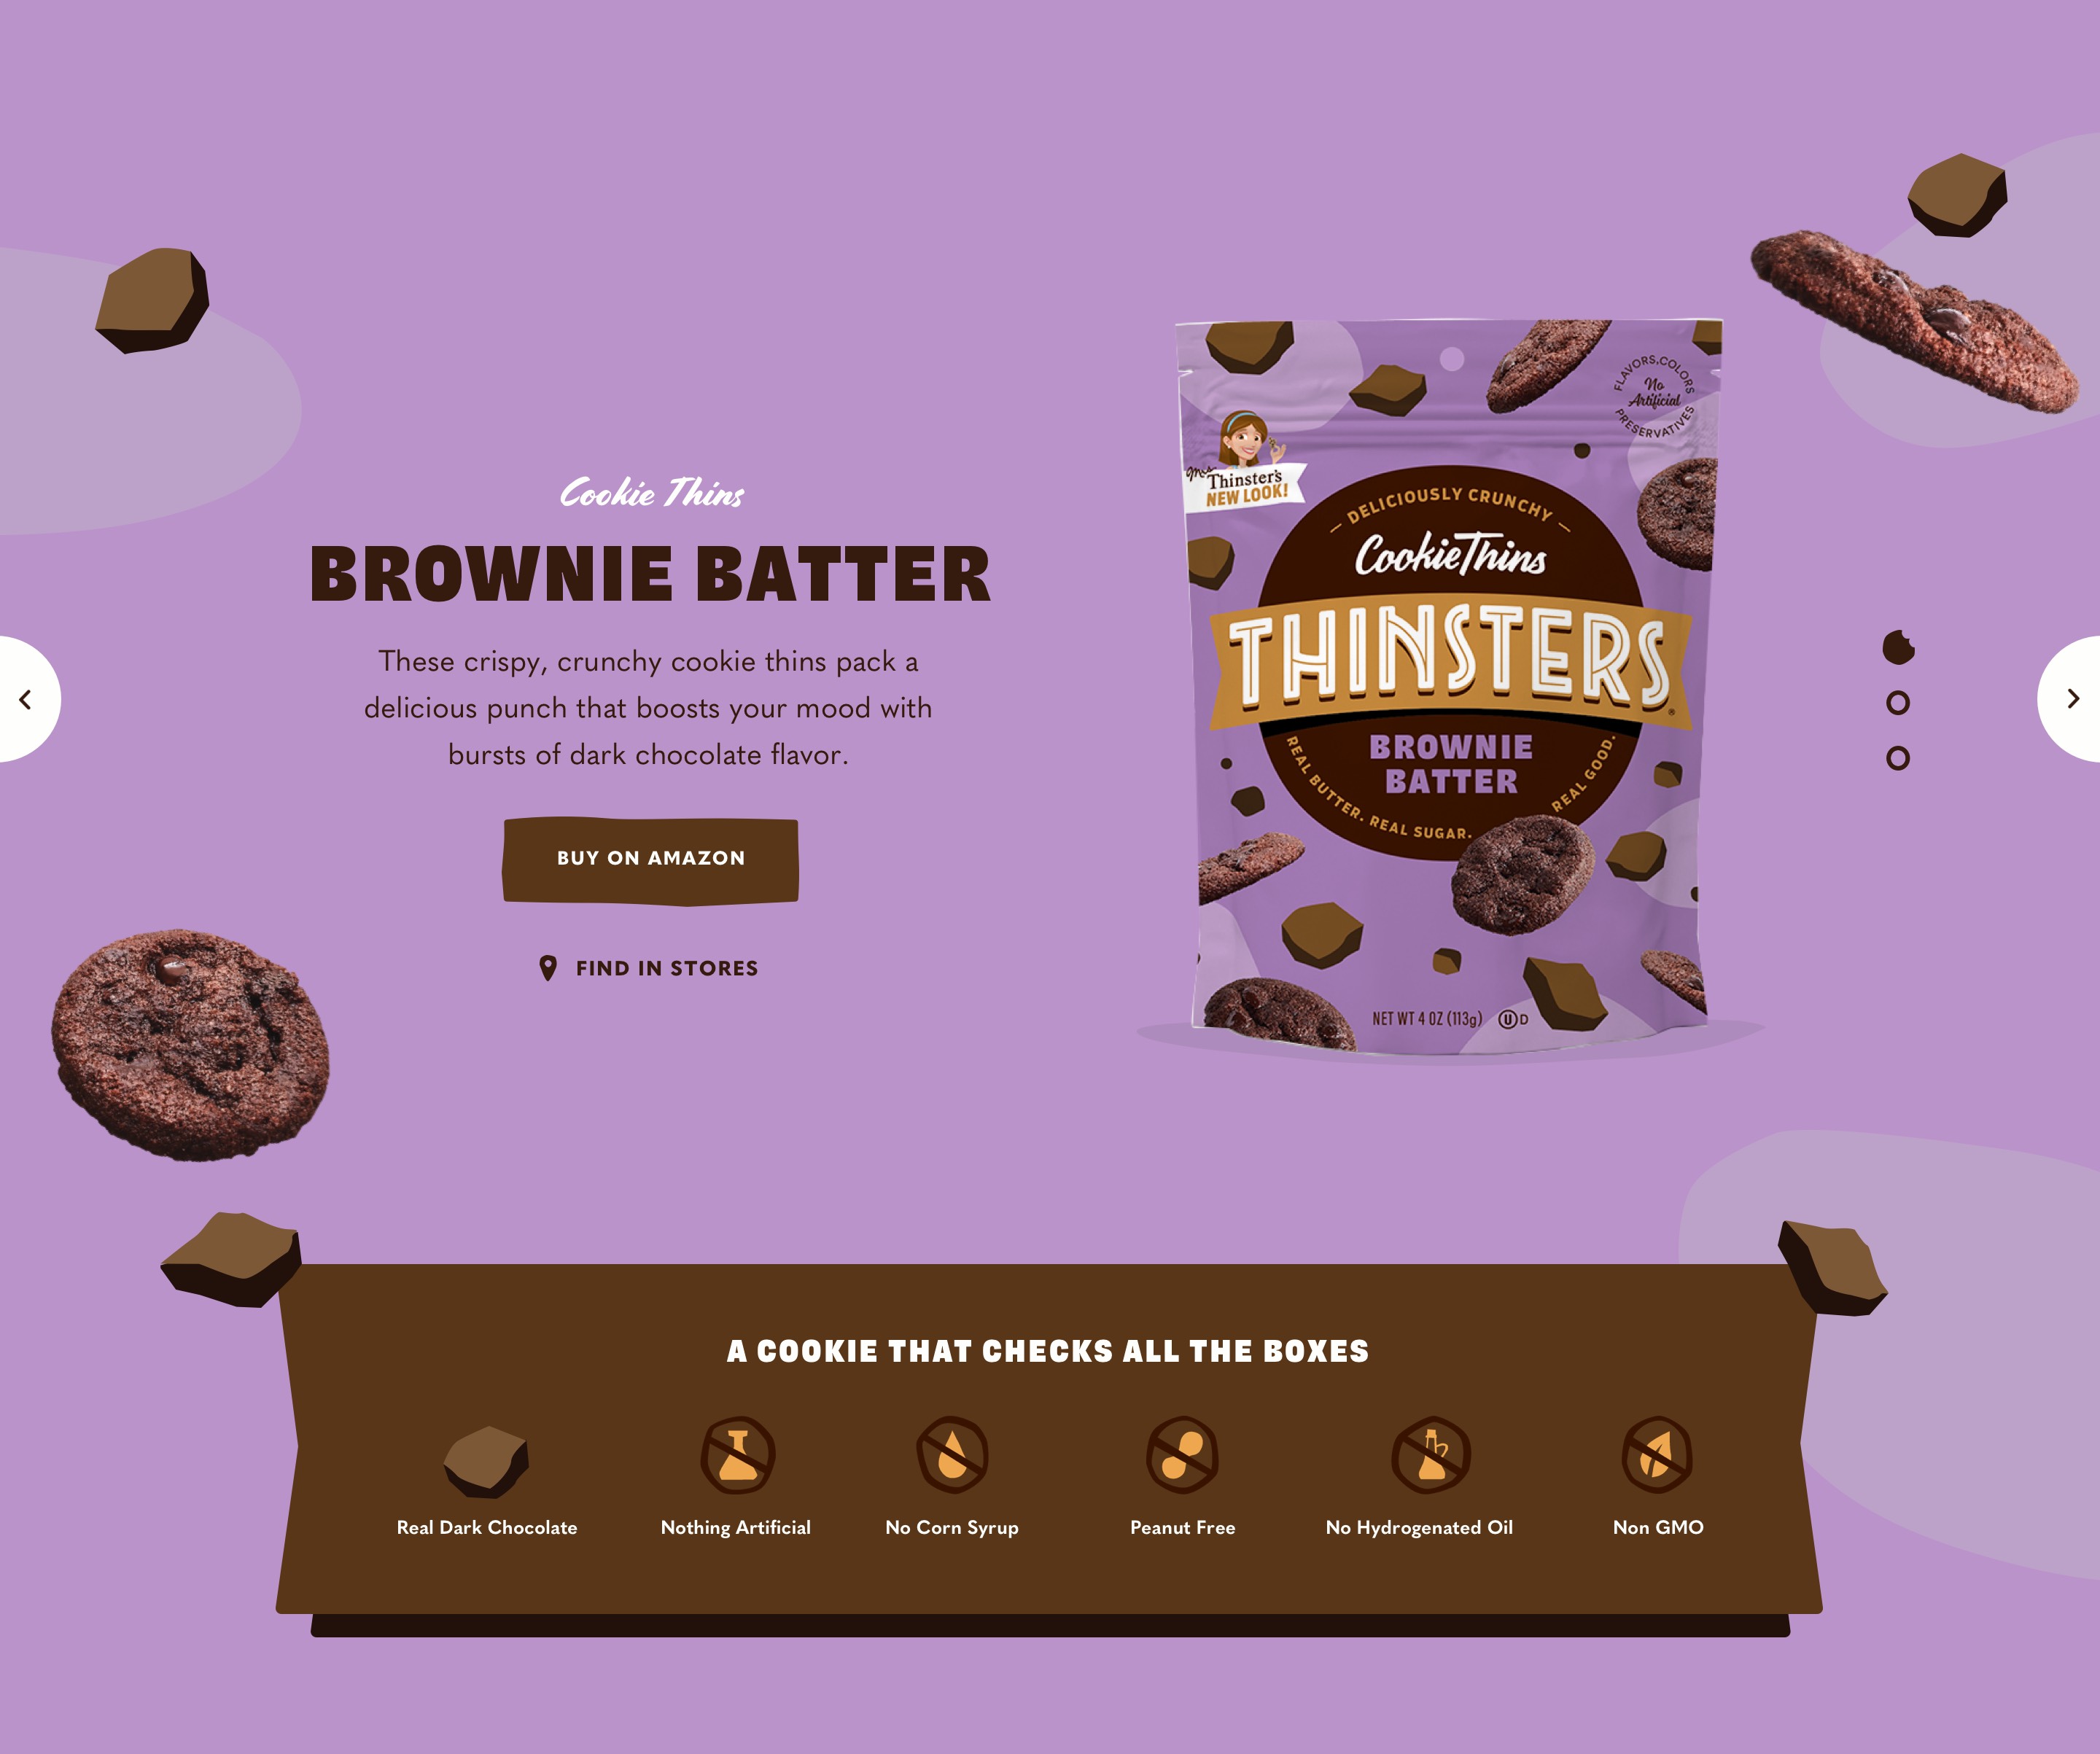 Cookie Thins
BROWNIE BATTER
These crispy, crunchy cookie thins pack a
delicious punch that boosts your mood with
bursts of dark chocolate flavor.
BUY ON AMAZON
FIND IN STORES
FLAVORS, COLORS
No
Artificial
PRESERVATIVES
Mrs.
Thinster's
NEW LOOK!
DELICIOUSLY CRUNCHY
CookieThins
THINSTERS®
BROWNIE
BATTER
REAL BUTTER. REAL SUGAR. REAL GOOD.
NET WT 4 OZ (113g) U D
A COOKIE THAT CHECKS ALL THE BOXES
Real Dark Chocolate
Nothing Artificial
No Corn Syrup
Peanut Free
No Hydrogenated Oil
Non GMO